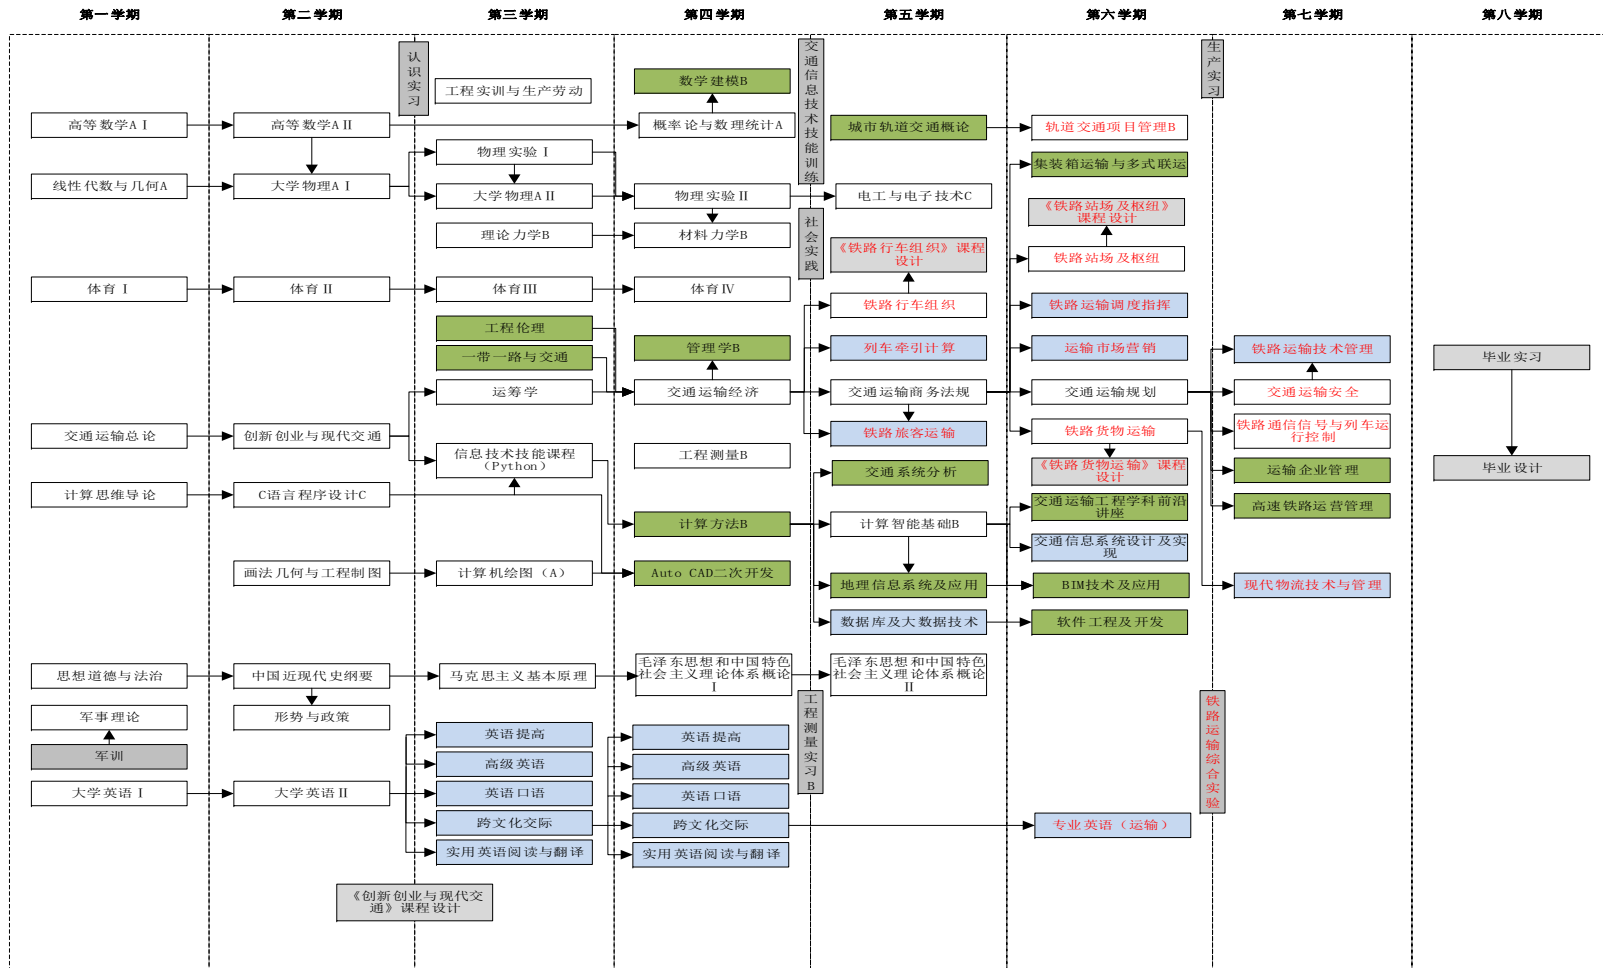 第一学期
第二学期
第三学期
第四学期
第五学期
第六学期
第七学期
第八学期
高等数学AⅠ
线性代数与几何A
体育Ⅰ
交通运输总论
计算思维导论
思想道德与法治
军事理论
军训
大学英语Ⅰ
高等数学AⅡ
大学物理AⅠ
体育Ⅱ
创新创业与现代交通
C语言程序设计C
画法几何与工程制图
中国近现代史纲要
形势与政策
大学英语Ⅱ
认识实习
《创新创业与现代交
通》课程设计
工程实训与生产劳动
物理实验Ⅰ
大学物理AⅡ
理论力学B
体育Ⅲ
工程伦理
一带一路与交通
运筹学
信息技术技能课程
（Python）
计算机绘图（A）
马克思主义基本原理
英语提高
高级英语
英语口语
跨文化交际
实用英语阅读与翻译
数学建模B
概率论与数理统计A
物理实验Ⅱ
材料力学B
体育Ⅳ
管理学B
交通运输经济
工程测量B
计算方法B
Auto CAD二次开发
毛泽东思想和中国特色
社会主义理论体系概论
Ⅰ
英语提高
高级英语
英语口语
跨文化交际
实用英语阅读与翻译
交通信息技术技能训练
社会实践
工程测量实习B
城市轨道交通概论
电工与电子技术C
《铁路行车组织》课程
设计
铁路行车组织
列车牵引计算
交通运输商务法规
铁路旅客运输
交通系统分析
计算智能基础B
地理信息系统及应用
数据库及大数据技术
毛泽东思想和中国特色
社会主义理论体系概论
Ⅱ
轨道交通项目管理B
集装箱运输与多式联运
《铁路站场及枢纽》
课程设计
铁路站场及枢纽
铁路运输调度指挥
运输市场营销
交通运输规划
铁路货物运输
《铁路货物运输》课程
设计
交通运输工程学科前沿
讲座
交通信息系统设计及实
现
BIM技术及应用
软件工程及开发
专业英语（运输）
生产实习
铁路运输综合实验
铁路运输技术管理
交通运输安全
铁路通信信号与列车运
行控制
运输企业管理
高速铁路运营管理
现代物流技术与管理
毕业实习
毕业设计